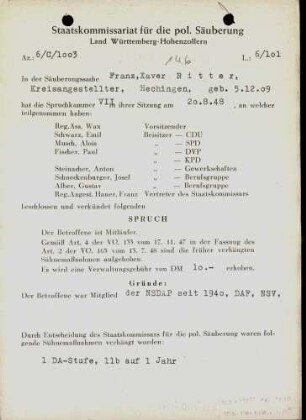 Staatskommissariat für die pol. Säuberung
Land Württemberg-Hohenzollern
Az.: 6/C/1003
146
L: 6/101
In der Säuberungssache Franz,Xaver Ritter,
Kreisangestellter, Hechingen, geb. 5.12.09
hat die Spruchkammer VII in ihrer Sitzung am 20.8.48 , an welcher
teilgenommen haben:
Reg.Ass. Wax Vorsitzender
Schwarz, Emil Beisitzer — CDU
Musch, Alois „ — SPD
Fischer, Paul „ — DVP
„ — KPD
Steinacher, Anton „ — Gewerkschaften
Schneckenburger, Josef „ — Berufsgruppe
Alber, Gustav „ — Berufsgruppe
Reg.August. Hauer, Franz Vertreter des Staatskommissars
beschlossen und verkündet folgenden
SPRUCH
Der Betroffene ist Mitläufer.
Gemäß Art. 4 der VO 133 vom 17. 11. 47 in der Fassung des
Art. 2 der VO 165 vom 13. 7. 48 sind die früher verhängten
Sühnemaßnahmen aufgehoben.
Es wird eine Verwaltungsgebühr von DM 10.— erhoben.
Gründe:
Der Betroffene war Mitglied der NSDAP seit 1940, DAF, NSV,
Durch Entscheidung des Staatskommissars für die pol. Säuberung waren fol-
gende Sühnemaßnahmen verhängt worden:
1 DA-Stufe, 11b auf 1 Jahr